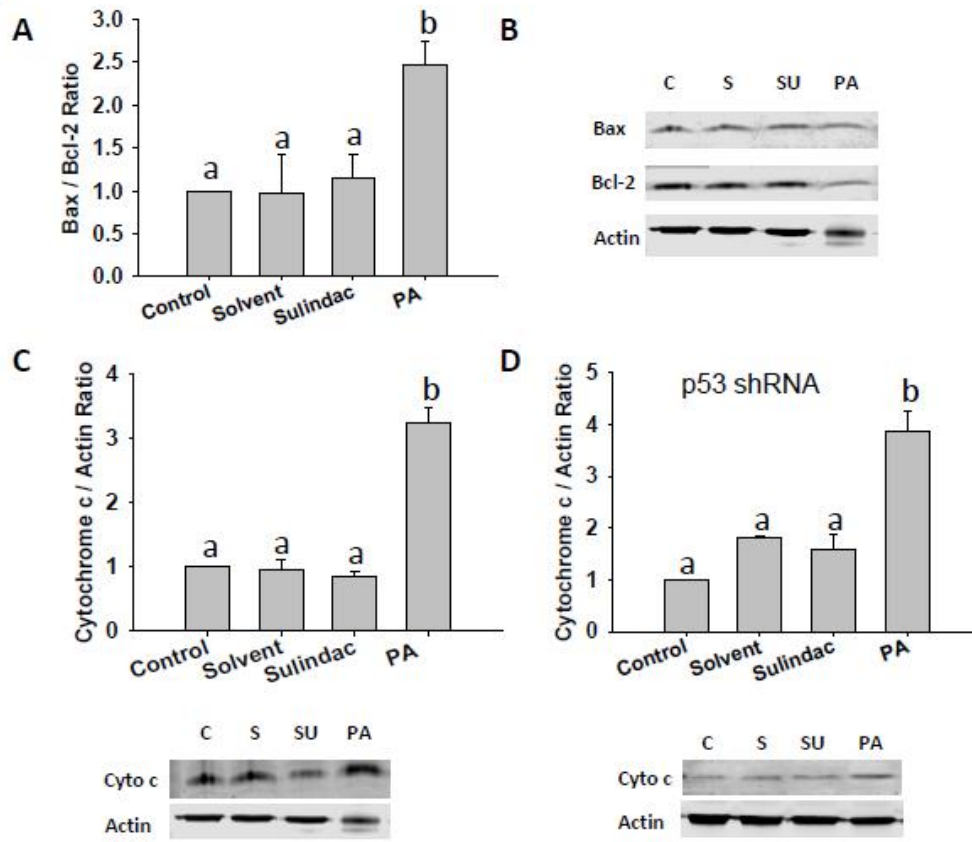 A
Bax / Bcl-2 Ratio
3.0
2.5
2.0
1.5
1.0
0.5
0.0
a
a
a
b
Control
Solvent
Sulindac
PA
B
C S SU PA
Bax
Bcl-2
Actin
C
Cytochrome c / Actin Ratio
4
3
2
1
0
a
a
a
b
Control
Solvent
Sulindac
PA
C S SU PA
Cyto c
Actin
D
p53 shRNA
Cytochrome c / Actin Ratio
5
4
3
2
1
0
a
a
a
b
Control
Solvent
Sulindac
PA
C S SU PA
Cyto c
Actin